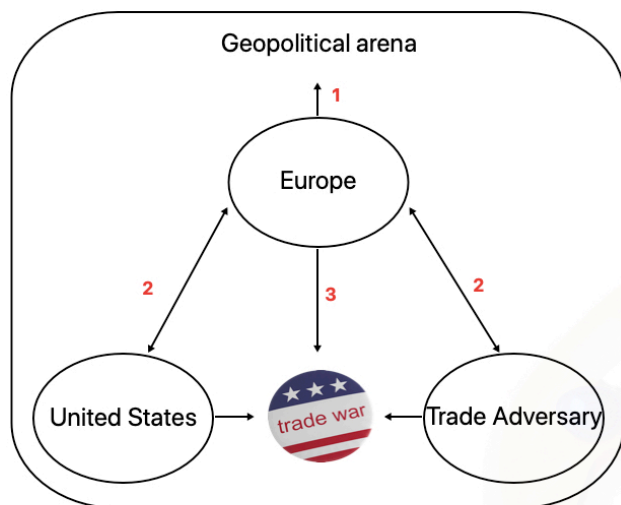 Geopolitical arena
1
Europe
2
3
2
United States
trade war
Trade Adversary